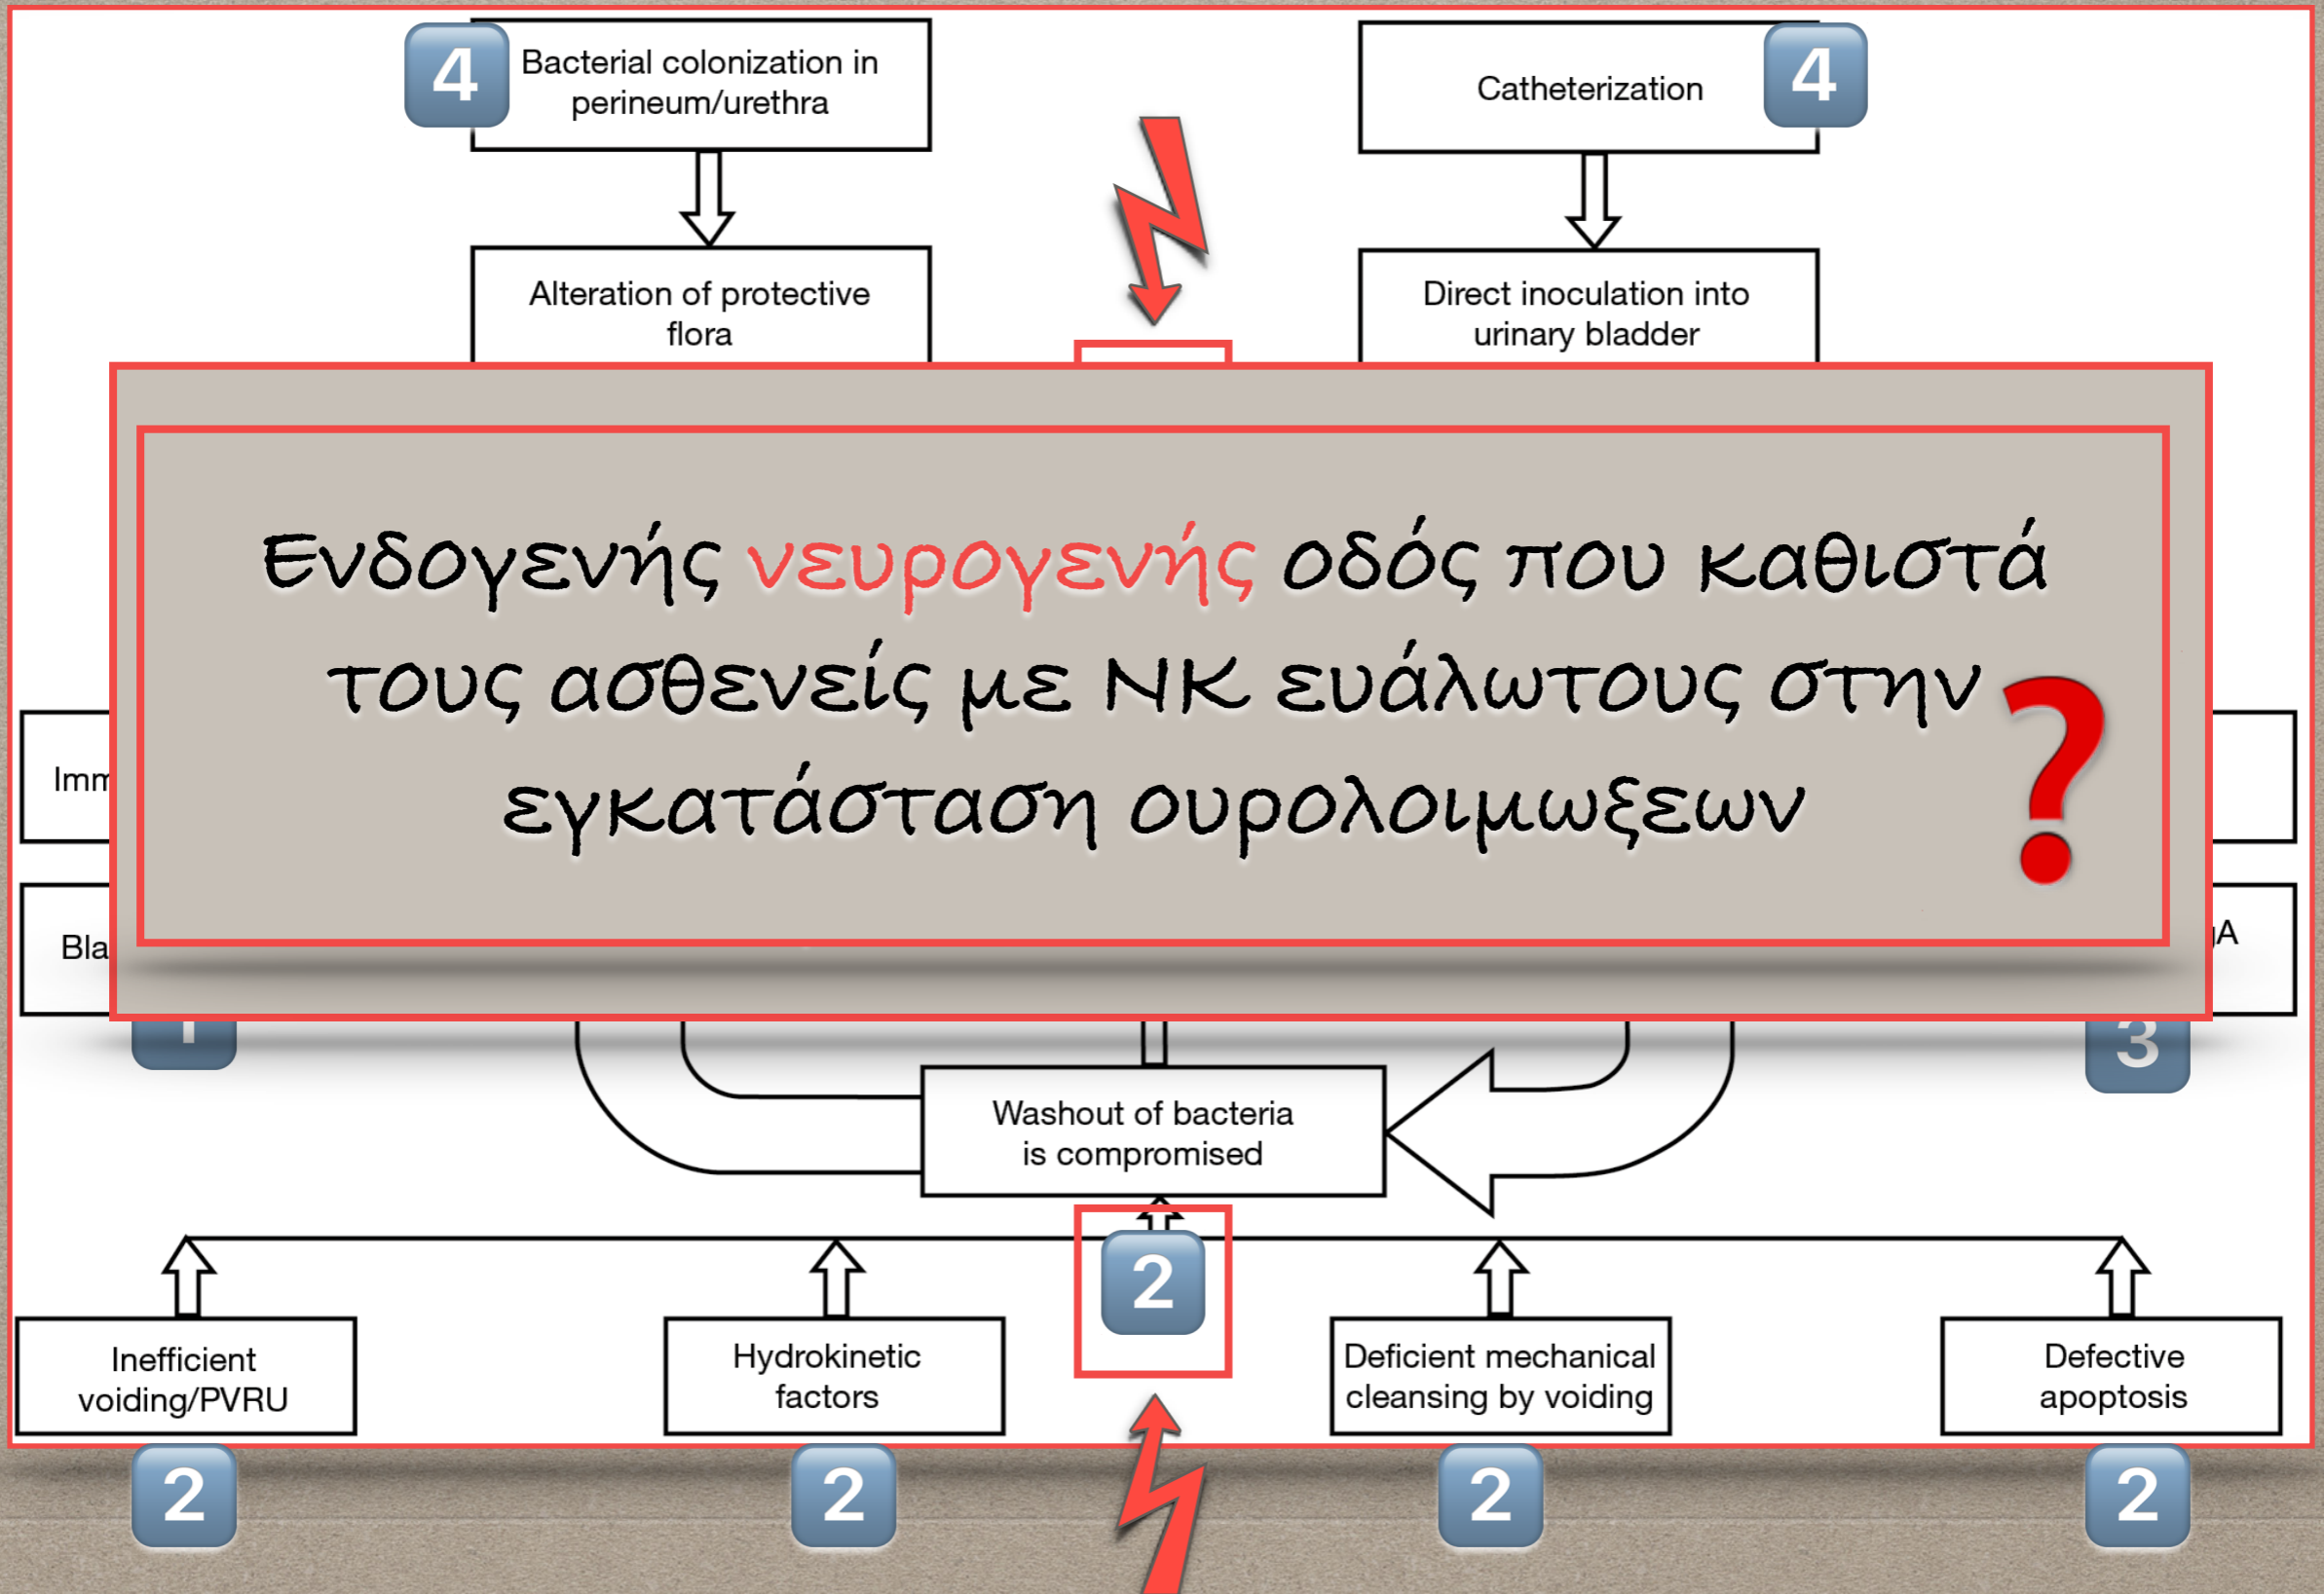 4
Bacterial colonization in
perineum/urethra
Catheterization
4
Alteration of protective
flora
Direct inoculation into
urinary bladder
Ενδογενής νευρογενής οδός που καθιστά
τους ασθενείς με ΝΚ ευάλωτους στην
εγκατάσταση ουρολοιμωξεων
?
Washout of bacteria
is compromised
3
2
Inefficient
voiding/PVRU
Hydrokinetic
factors
Deficient mechanical
cleansing by voiding
Defective
apoptosis
2
2
2
2